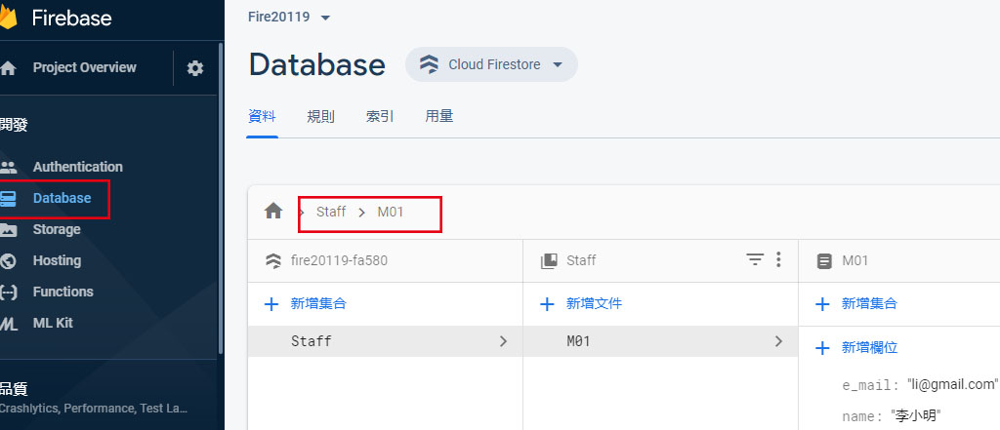 Firebase
Project Overview
開發
Authentication
Database
Storage
Hosting
Functions
ML Kit
品質
Crashlytics, Performance, Test La...
Fire20119
Database
Cloud Firestore
資料 規則 索引 用量
Staff > M01
fire20119-fa580
新增集合
Staff
Staff
新增文件
M01
M01
新增集合
新增欄位
e_mail: "li@gmail.com"
name: "李小明"